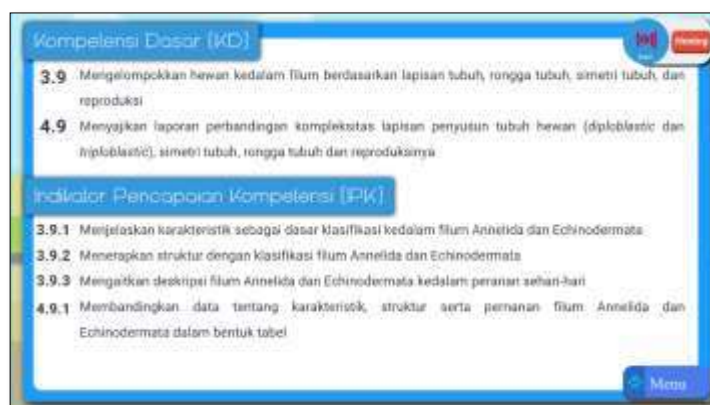 Kompetensi Dasar (KD)
3.9 Mengelompokkan hewan kedalam filum berdasarkan lapisan tubuh, rongga tubuh, simetri tubuh, dan
reproduksi
4.9 Menyajikan laporan perbandingan kompleksitas lapisan penyusun tubuh hewan (diploblastic dan
triploblastic), simetri tubuh, rongga tubuh dan reproduksinya
Indikator Pencapaian Kompetensi (IPK)
3.9.1 Menjelaskan karakteristik sebagai dasar klasifikasi kedalam filum Annelida dan Echinodermata
3.9.2 Menerapkan struktur dengan klasifikasi filum Annelida dan Echinodermata
3.9.3 Mengaitkan deskripsi filum Annelida dan Echinodermata kedalam peranan sehari-hari
4.9.1 Membandingkan data tentang karakteristik, struktur serta pernanan filum Annelida dan
Echinodermata dalam bentuk tabel
Menu